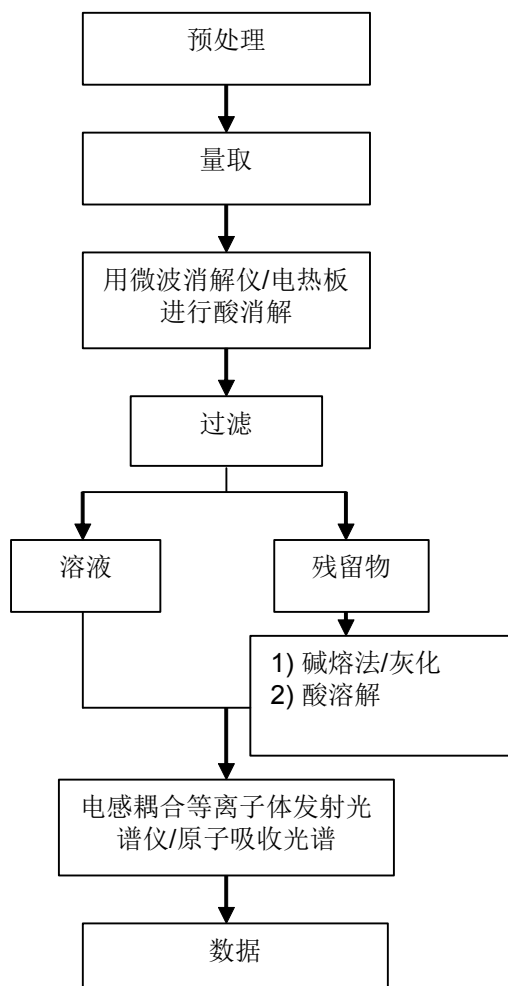 预处理
量取
用微波消解仪/电热板
进行酸消解
过滤
溶液
残留物
1) 碱熔法/灰化
2) 酸溶解
电感耦合等离子体发射光
谱仪/原子吸收光谱
数据